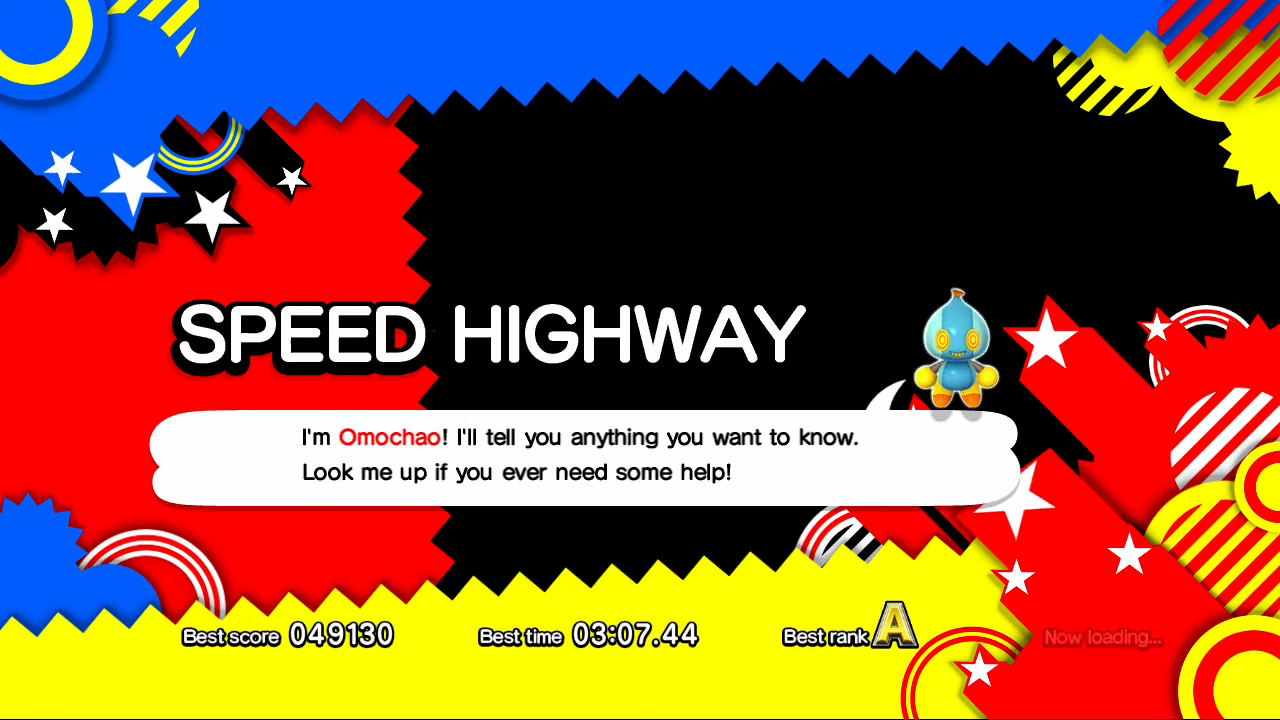 SPEED HIGHWAY
I'm Omochao! I'll tell you anything you want to know.
Look me up if you ever need some help!
Best score 049130 Best time 03:07.44 Best rank A Now loading...